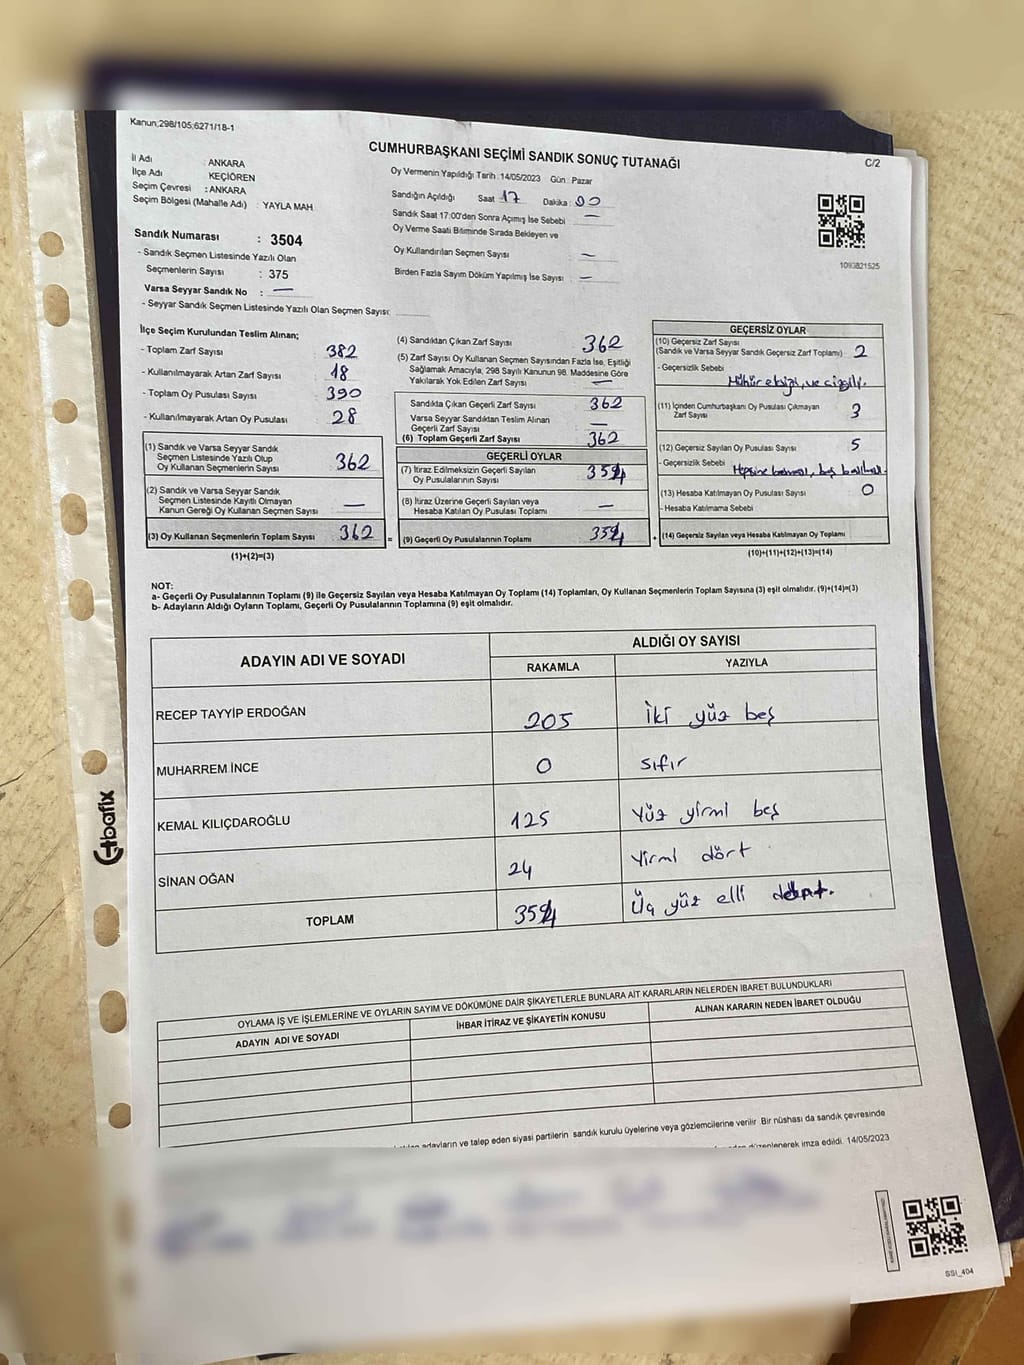 Kanun;298/105;6271/18-1
CUMHURBAŞKANI SEÇİMİ SANDIK SONUÇ TUTANAĞI
C/2
İl Adı : ANKARA
İlçe Adı KEÇİÖREN
Seçim Çevresi : ANKARA
Seçim Bölgesi (Mahalle Adı) : YAYLA MAH
Sandık Numarası : 3504
- Sandık Seçmen Listesinde Yazılı Olan
Seçmenlerin Sayısı : 375
Varsa Seyyar Sandık No : —
- Seyyar Sandık Seçmen Listesinde Yazılı Olan Seçmen Sayısı:
Oy Vermenin Yapıldığı Tarih : 14/05/2023 Gün : Pazar
Sandığın Açıldığı Saat : 17 Dakika : 00
Sandık Saat 17:00'den Sonra Açılmış İse Sebebi : —
Oy Verme Saati Bitiminde Sırada Bekleyen ve
Oy Kullandırılan Seçmen Sayısı : —
Birden Fazla Sayım Döküm Yapılmış İse Sayısı : —
1093821525
İlçe Seçim Kurulundan Teslim Alınan;
- Toplam Zarf Sayısı : 382
- Kullanılmayarak Artan Zarf Sayısı : 18
- Toplam Oy Pusulası Sayısı : 390
- Kullanılmayarak Artan Oy Pusulası : 28
(1) Sandık ve Varsa Seyyar Sandık
Seçmen Listesinde Yazılı Olup
Oy Kullanan Seçmenlerin Sayısı : 362
(2) Sandık ve Varsa Seyyar Sandık
Seçmen Listesinde Kayıtlı Olmayan
Kanun Gereği Oy Kullanan Seçmen Sayısı : —
(3) Oy Kullanan Seçmenlerin Toplam Sayısı : 362
(1)+(2)=(3)
=
(4) Sandıktan Çıkan Zarf Sayısı : 362
(5) Zarf Sayısı Oy Kullanan Seçmen Sayısından Fazla İse, Eşitliği
Sağlamak Amacıyla, 298 Sayılı Kanunun 98. Maddesine Göre
Yakılarak Yok Edilen Zarf Sayısı : —
Sandıkta Çıkan Geçerli Zarf Sayısı : 362
Varsa Seyyar Sandıktan Teslim Alınan
Geçerli Zarf Sayısı : —
(6) Toplam Geçerli Zarf Sayısı : 362
GEÇERLİ OYLAR
(7) İtiraz Edilmeksizin Geçerli Sayılan
Oy Pusulalarının Sayısı : 354
(8) İtiraz Üzerine Geçerli Sayılan veya
Hesaba Katılan Oy Pusulası Toplamı : —
(9) Geçerli Oy Pusulalarının Toplamı : 354
+
GEÇERSİZ OYLAR
(10) Geçersiz Zarf Sayısı
(Sandık ve Varsa Seyyar Sandık Geçersiz Zarf Toplamı) : 2
- Geçersizlik Sebebi : Mühür eksiği, ve çizgili.
(11) İçinden Cumhurbaşkanı Oy Pusulası Çıkmayan
Zarf Sayısı : 3
(12) Geçersiz Sayılan Oy Pusulası Sayısı : 5
- Geçersizlik Sebebi : Hepsine basması, boş
(13) Hesaba Katılmayan Oy Pusulası Sayısı : 0
- Hesaba Katılmama Sebebi
(14) Geçersiz Sayılan veya Hesaba Katılmayan Oy Toplamı :
(10)+(11)+(12)+(13)=(14)
NOT:
a- Geçerli Oy Pusulalarının Toplamı (9) ile Geçersiz Sayılan veya Hesaba Katılmayan Oy Toplamı (14) Toplamları, Oy Kullanan Seçmenlerin Toplam Sayısına (3) eşit olmalıdır. (9)+(14)=(3)
b- Adayların Aldığı Oyların Toplamı, Geçerli Oy Pusulalarının Toplamına (9) eşit olmalıdır.
ADAYIN ADI VE SOYADI
ALDIĞI OY SAYISI
RAKAMLA YAZIYLA
RECEP TAYYİP ERDOĞAN 205 İki yüz beş
MUHARREM İNCE 0 sıfır
KEMAL KILIÇDAROĞLU 125 Yüz yirmi beş
SİNAN OĞAN 24 Yirmi dört
TOPLAM 354 Üç yüz elli dört.
OYLAMA İŞ VE İŞLEMLERİNE VE OYLARIN SAYIM VE DÖKÜMÜNE DAİR ŞİKAYETLERLE BUNLARA AİT KARARLARIN NELERDEN İBARET BULUNDUKLARI
ADAYIN ADI VE SOYADI İHBAR İTİRAZ VE ŞİKAYETİN KONUSU ALINAN KARARIN NEDEN İBARET OLDUĞU
adayların ve talep eden siyasi partilerin sandık kurulu üyelerine veya gözlemcilerine verilir. Bir nüshası da sandık çevresinde
düzenlenerek imza edildi. 14/05/2023
bafix
SSI_404